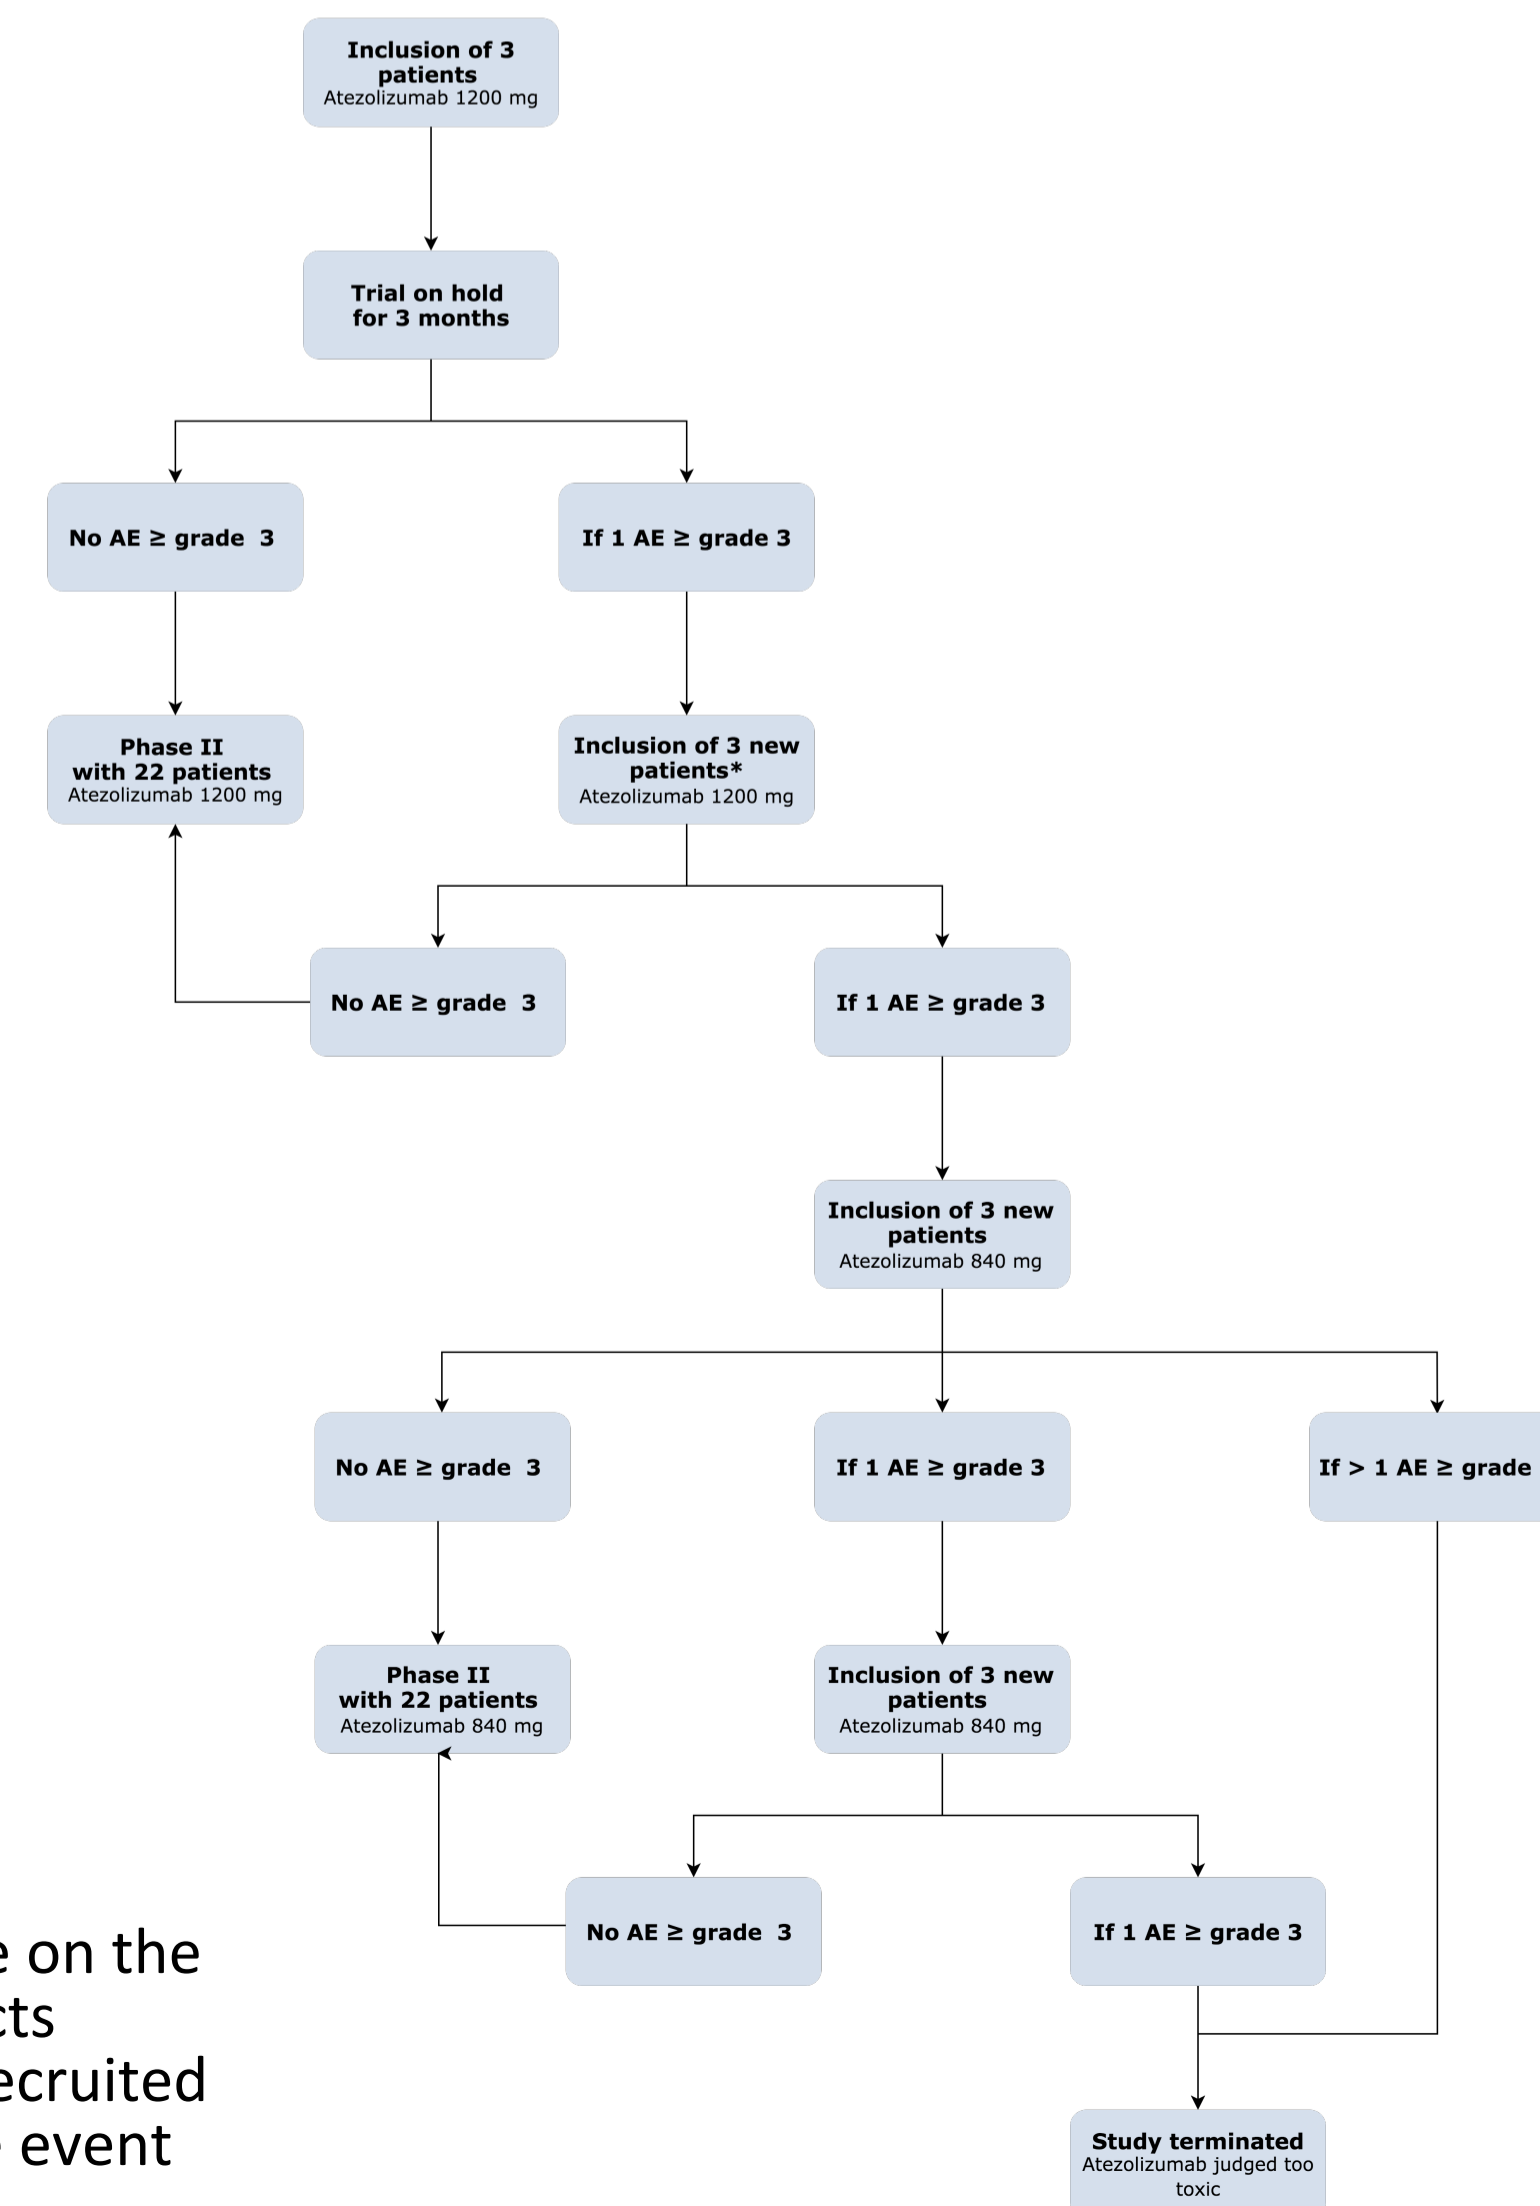 Inclusion of 3
patients
Atezolizumab 1200 mg
Trial on hold
for 3 months
No AE ≥ grade 3
If 1 AE ≥ grade 3
Phase II
with 22 patients
Atezolizumab 1200 mg
Inclusion of 3 new
patients*
Atezolizumab 1200 mg
No AE ≥ grade 3
If 1 AE ≥ grade 3
Inclusion of 3 new
patients
Atezolizumab 840 mg
No AE ≥ grade 3
If 1 AE ≥ grade 3
If > 1 AE ≥ grade
Phase II
with 22 patients
Atezolizumab 840 mg
Inclusion of 3 new
patients
Atezolizumab 840 mg
No AE ≥ grade 3
If 1 AE ≥ grade 3
on the
event
Study terminated
Atezolizumab judged too
toxic